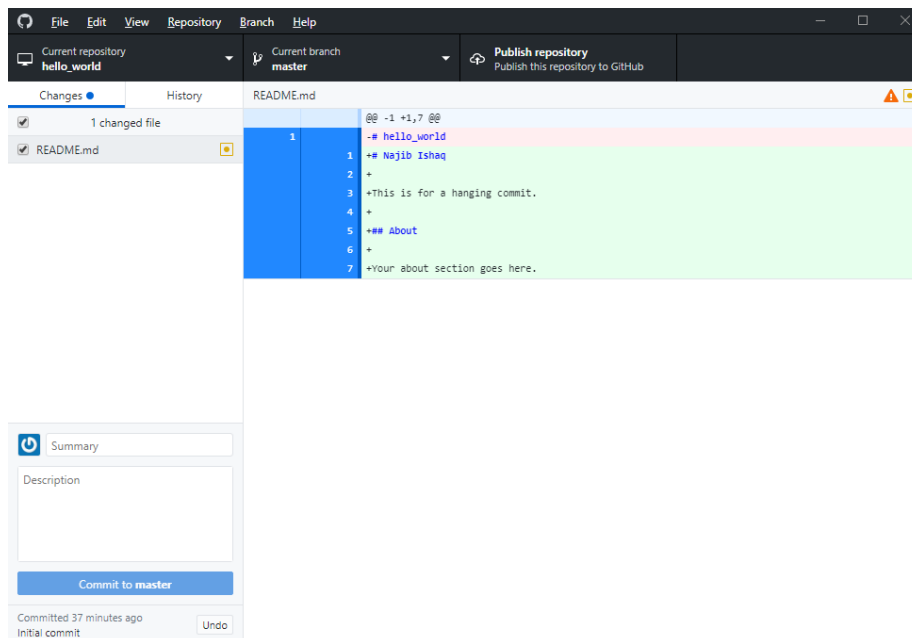 File Edit View Repository Branch Help
Current repository
hello_world
Current branch
master
Publish repository
Publish this repository to GitHub
Changes
History
README.md
1 changed file
README.md
@@ -1 +1,7 @@
1 -# hello_world
1 +# Najib Ishaq
2 +
3 +This is for a hanging commit.
4 +
5 +## About
6 +
7 +Your about section goes here.
Summary
Description
Commit to master
Committed 37 minutes ago
Initial commit
Undo